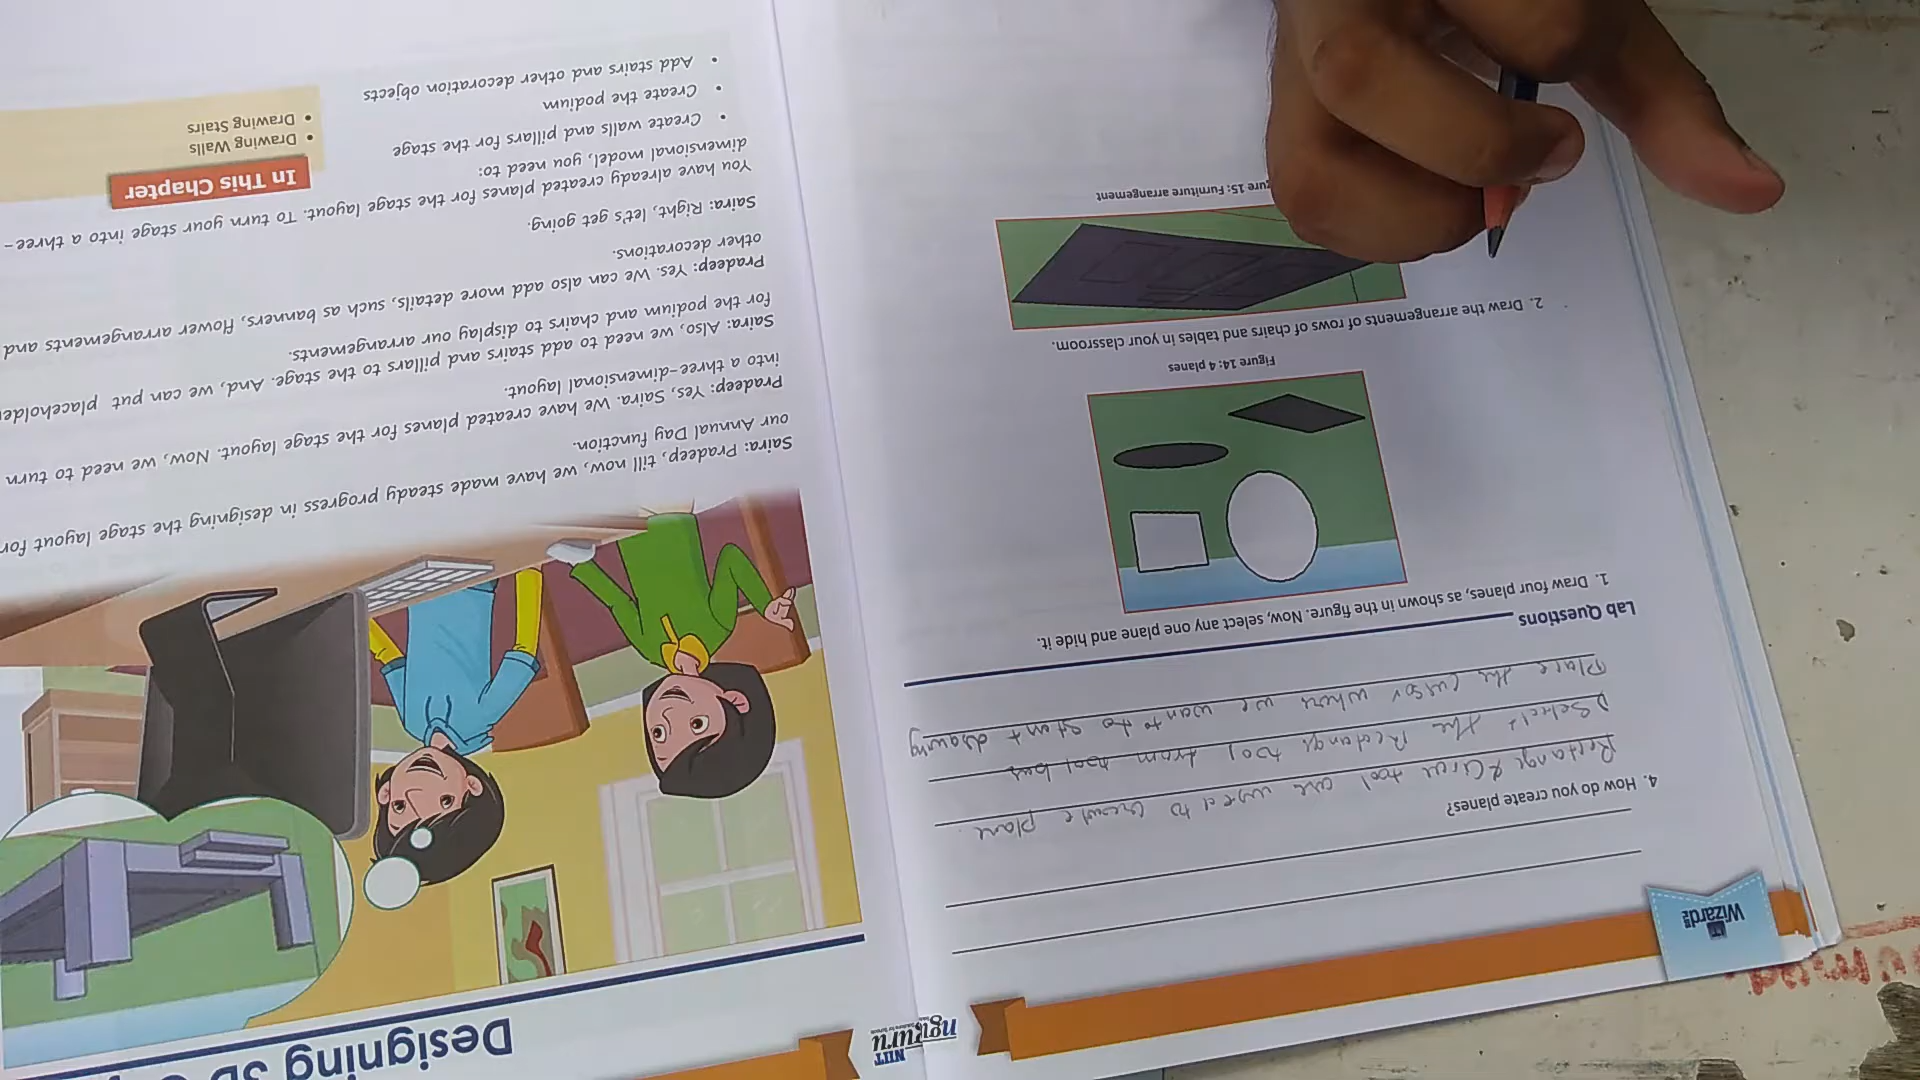 IT
Wizard
4. How do you create planes?
Rectangle & Circle tool are used to create plane.
Select the Rectangle tool from tool bar
Place the cursor where we want to start drawing
Lab Questions
1. Draw four planes, as shown in the figure. Now, select any one plane and hide it.
Figure 14: 4 planes
2. Draw the arrangements of rows of chairs and tables in your classroom.
gure 15: Furniture arrangement
NIIT
nguru
Designing 3D
Saira: Pradeep, till now, we have made steady progress in designing the stage layout for
our Annual Day function.
Pradeep: Yes, Saira. We have created planes for the stage layout. Now, we need to turn
into a three-dimensional layout.
Saira: Also, we need to add stairs and pillars to the stage. And, we can put placeholde
for the podium and chairs to display our arrangements.
Pradeep: Yes. We can also add more details, such as banners, flower arrangements and
other decorations.
Saira: Right, let's get going.
You have already created planes for the stage layout. To turn your stage into a three-
dimensional model, you need to:
• Create walls and pillars for the stage
• Create the podium
• Add stairs and other decoration objects
In This Chapter
• Drawing Walls
• Drawing Stairs